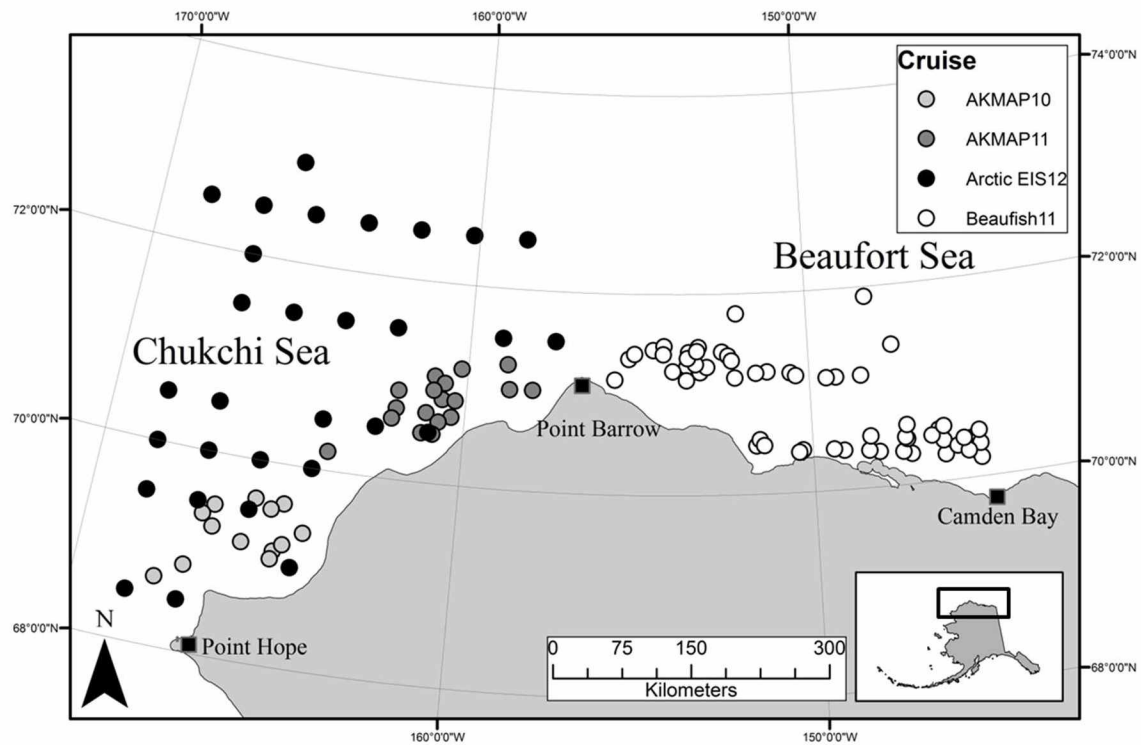 170°0'0"W
160°0'0"W
150°0'0"W
74°0'0"N
Cruise
AKMAP10
AKMAP11
Arctic EIS12
Beaufish11
72°0'0"N
72°0'0"N
Beaufort Sea
Chukchi Sea
70°0'0"N
Point Barrow
70°0'0"N
Camden Bay
N
68°0'0"N
Point Hope
0 75 150 300
Kilometers
68°0'0"N
160°0'0"W
150°0'0"W